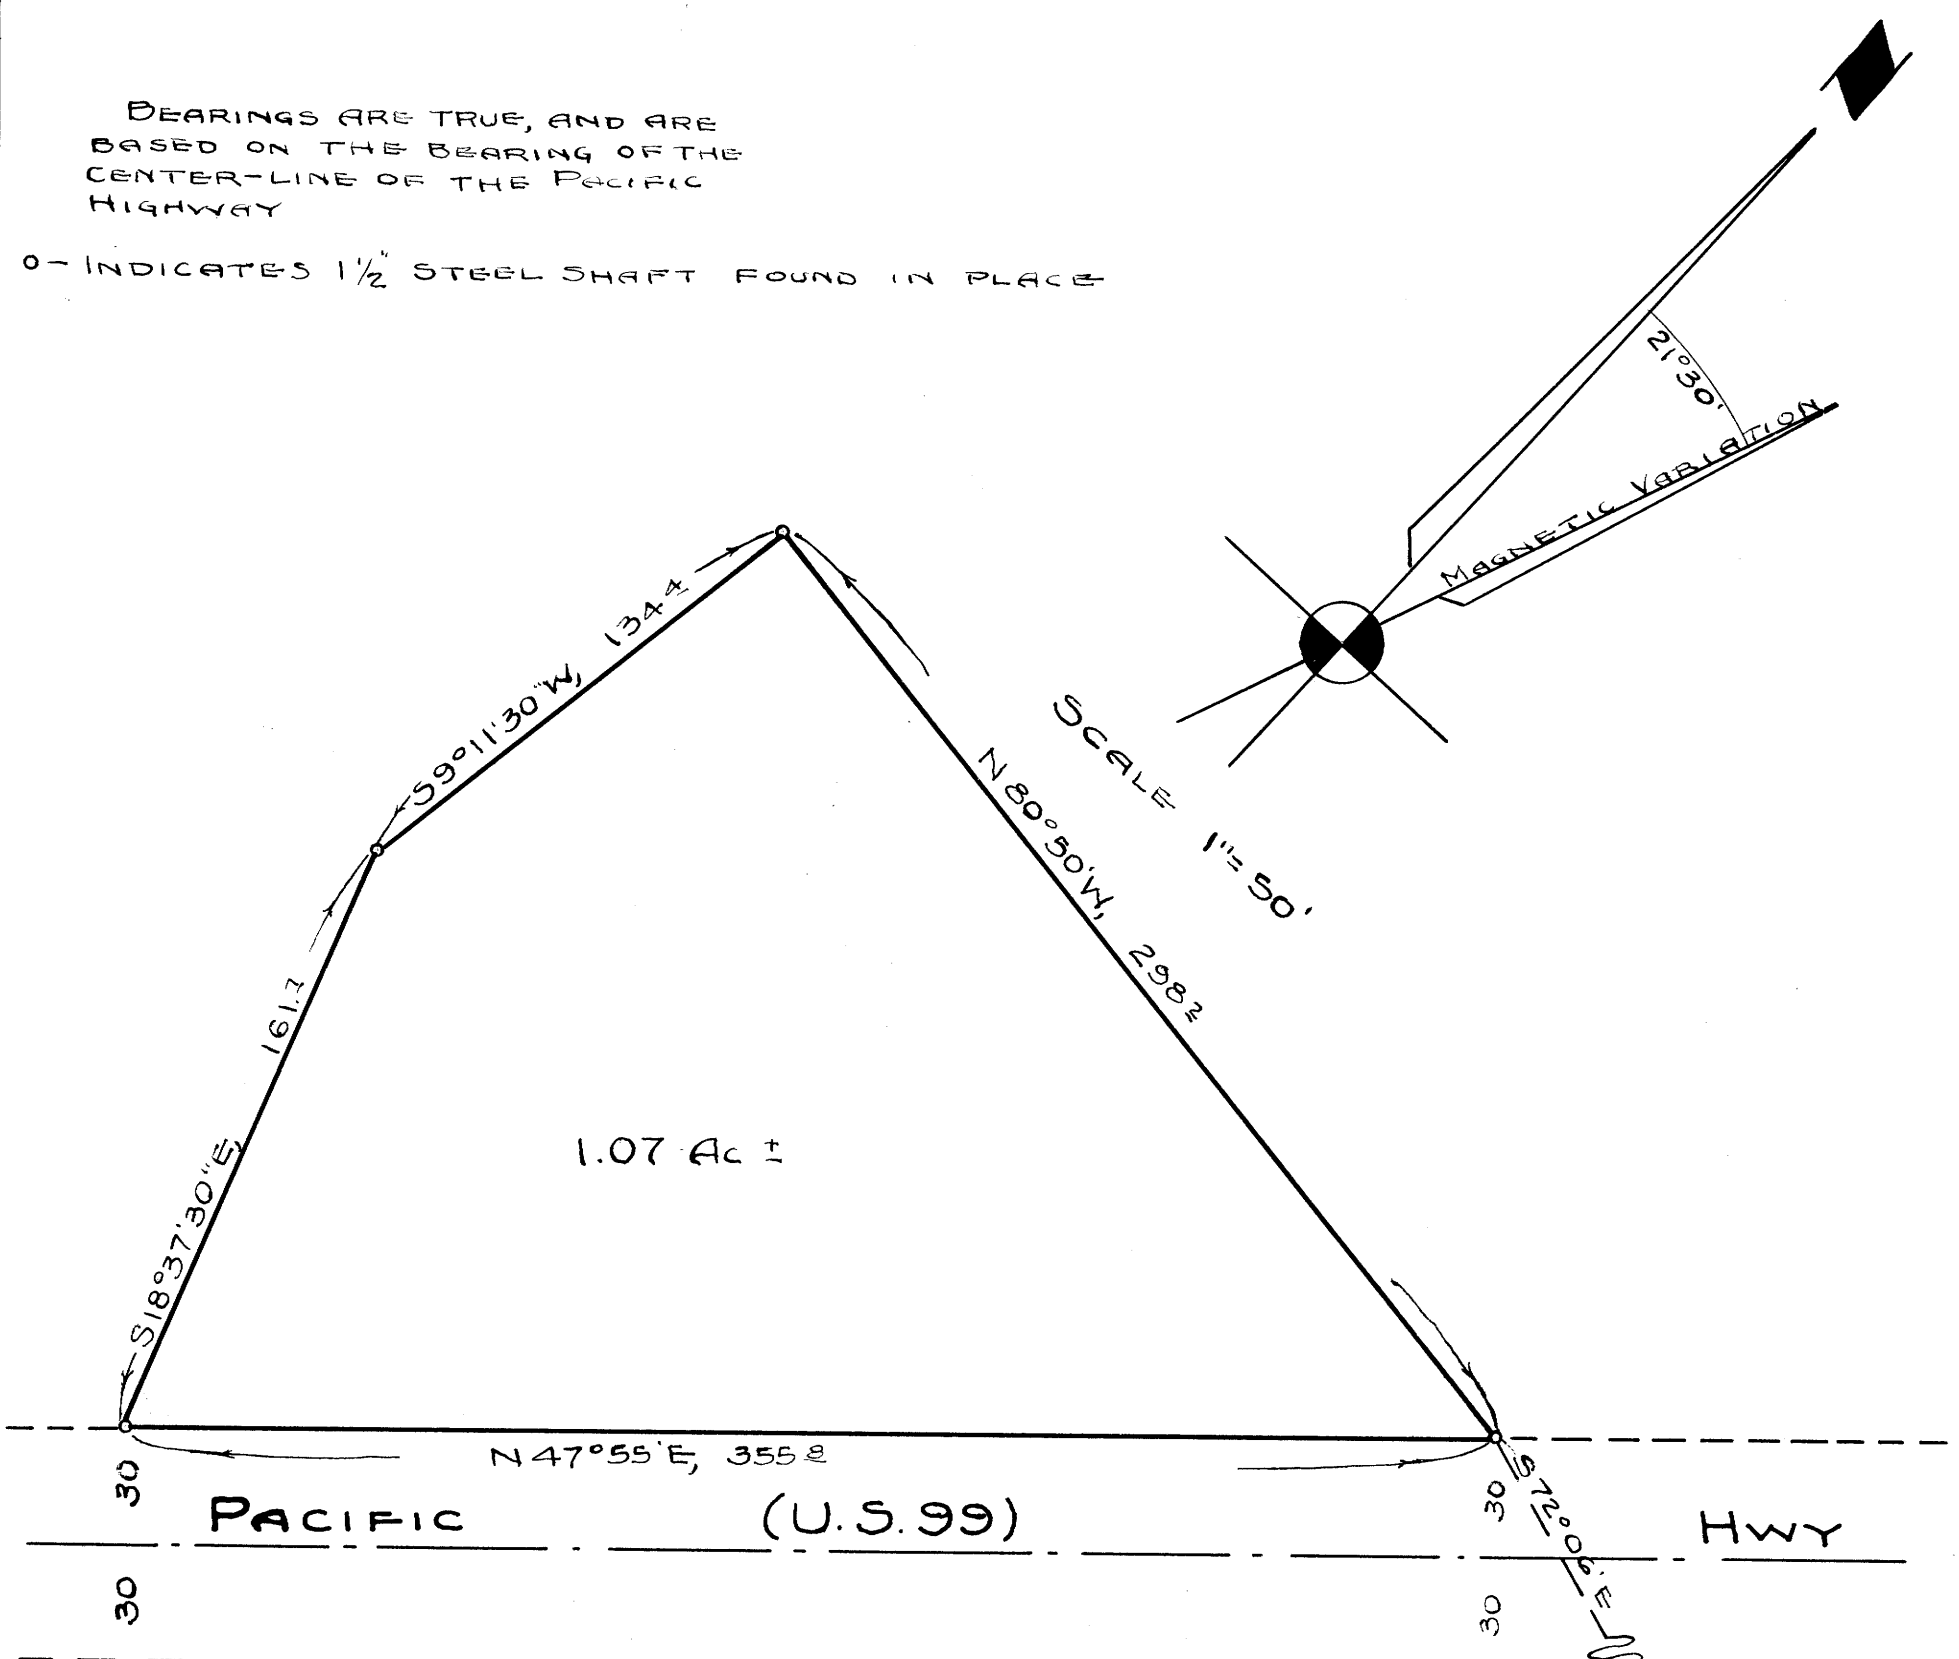 BEARINGS ARE TRUE, AND ARE
BASED ON THE BEARING OF THE
CENTER-LINE OF THE PACIFIC
HIGHWAY
o- INDICATES 1 1/2" STEEL SHAFT FOUND IN PLACE
21°30'
MAGNETIC VARIATION
SCALE 1"= 50'
S9°11'30"W, 134.4
N80°50'W, 298.2
S18°37'30"E, 161.7
1.07 Ac ±
N47°55'E, 355.8
30
30
S72°06'E
PACIFIC (U.S.99) HWY
30
30